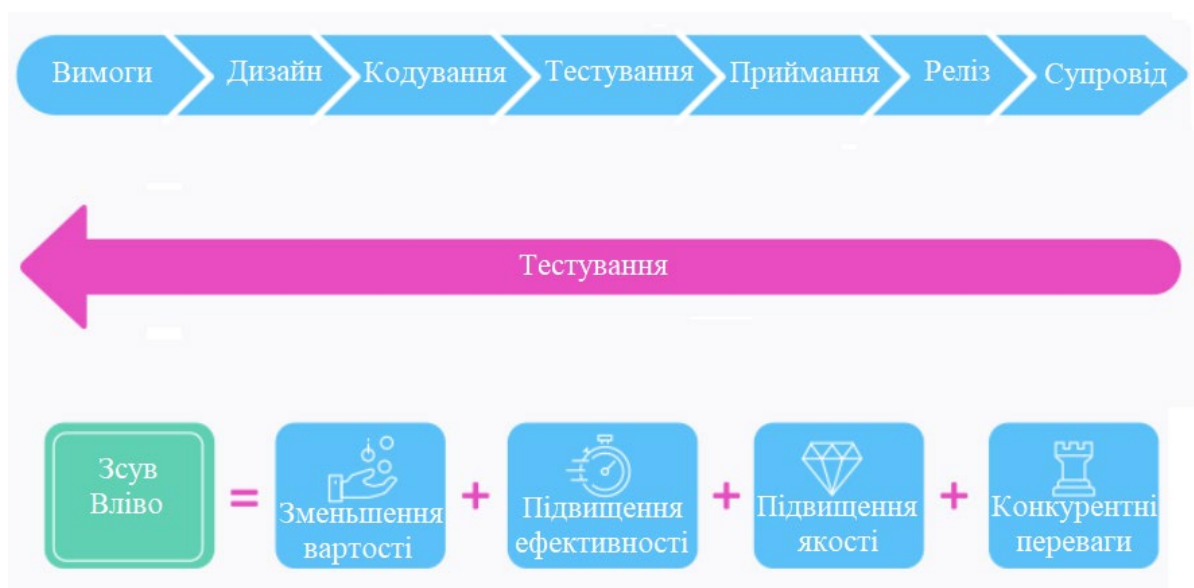 Вимоги Дизайн Кодування Тестування Приймання Реліз Супровід
Тестування
Зсув
Вліво
=
Зменьшення
вартості
+
Підвищення
ефективності
+
Підвищення
якості
+
Конкурентні
переваги